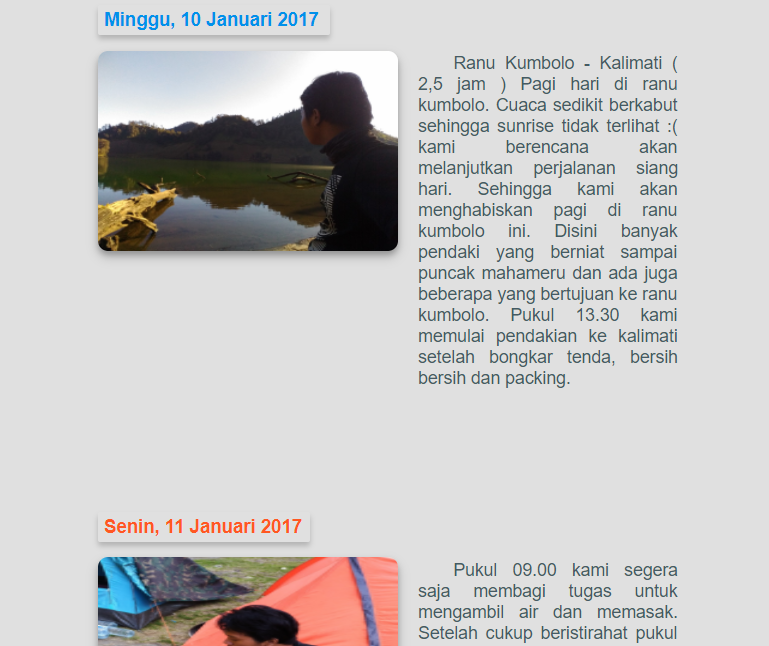 Minggu, 10 Januari 2017
Ranu Kumbolo - Kalimati (
2,5 jam ) Pagi hari di ranu
kumbolo. Cuaca sedikit berkabut
sehingga sunrise tidak terlihat :(
kami berencana akan
melanjutkan perjalanan siang
hari. Sehingga kami akan
menghabiskan pagi di ranu
kumbolo ini. Disini banyak
pendaki yang berniat sampai
puncak mahameru dan ada juga
beberapa yang bertujuan ke ranu
kumbolo. Pukul 13.30 kami
memulai pendakian ke kalimati
setelah bongkar tenda, bersih
bersih dan packing.
Senin, 11 Januari 2017
Pukul 09.00 kami segera
saja membagi tugas untuk
mengambil air dan memasak.
Setelah cukup beristirahat pukul